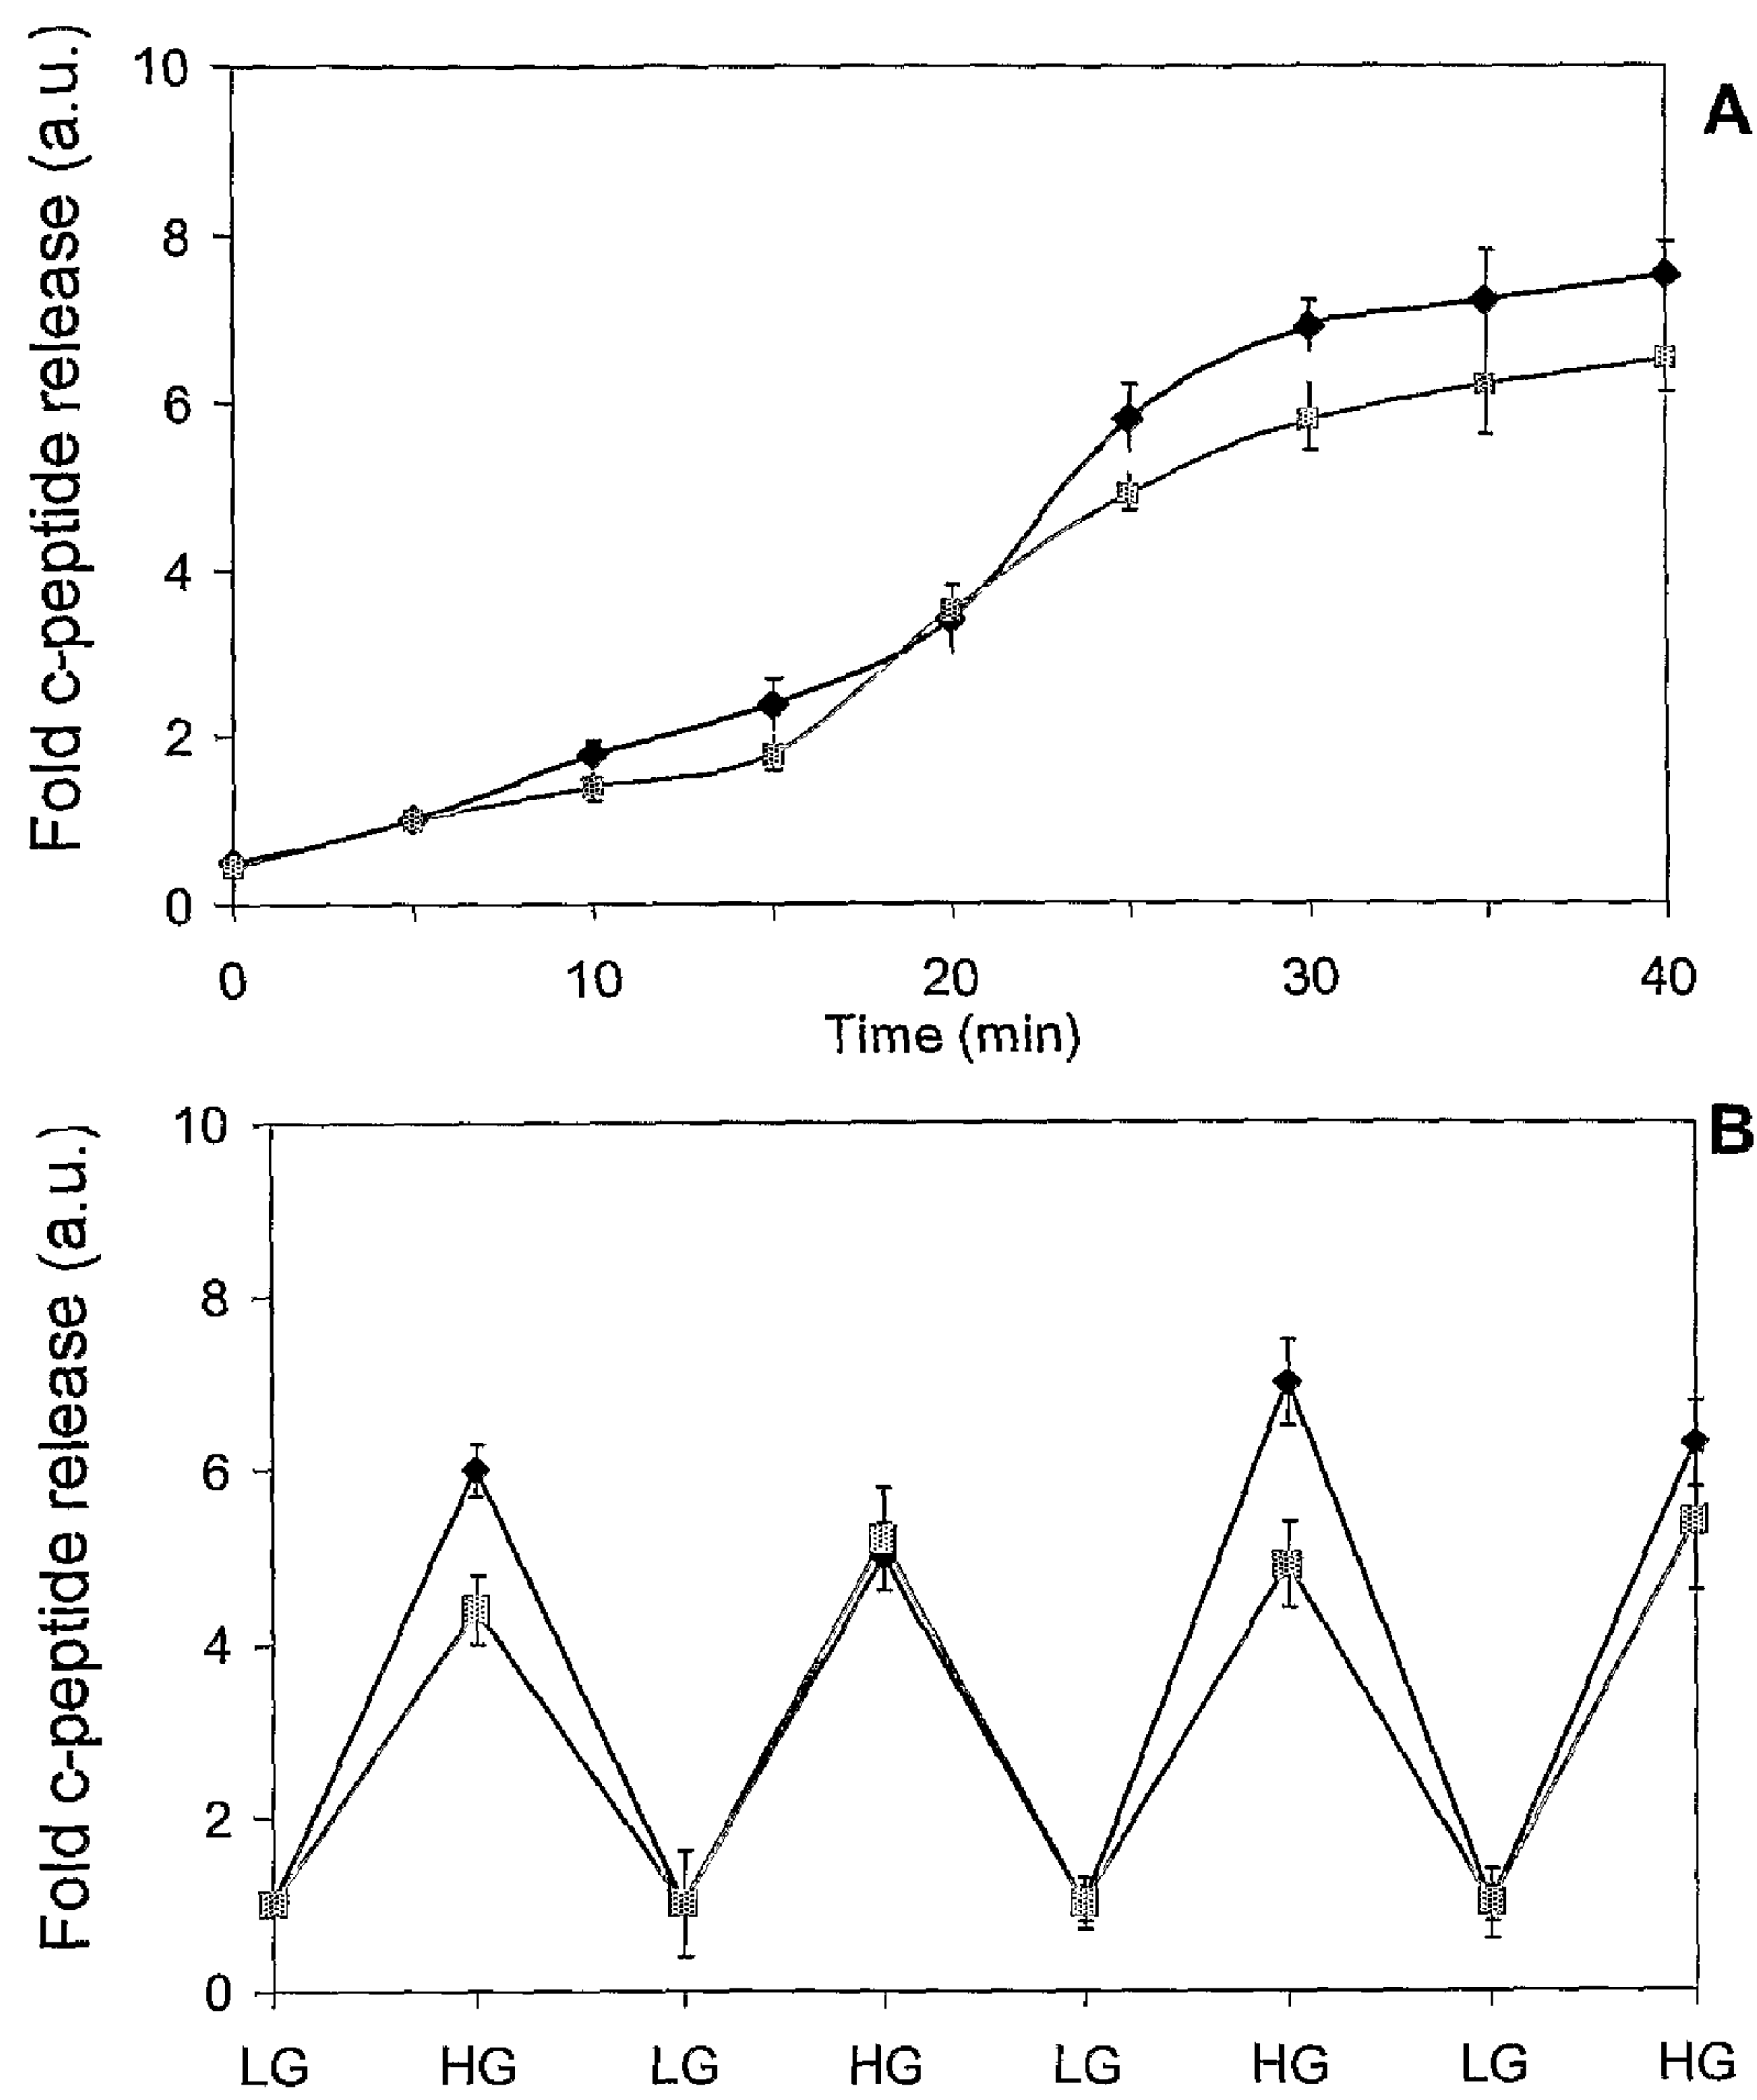 Fold c-peptide release (a.u.)
10
8
6
4
2
0
A
0 10 20 30 40
Time (min)
Fold c-peptide release (a.u.)
10
8
6
4
2
0
B
LG HG LG HG LG HG LG HG